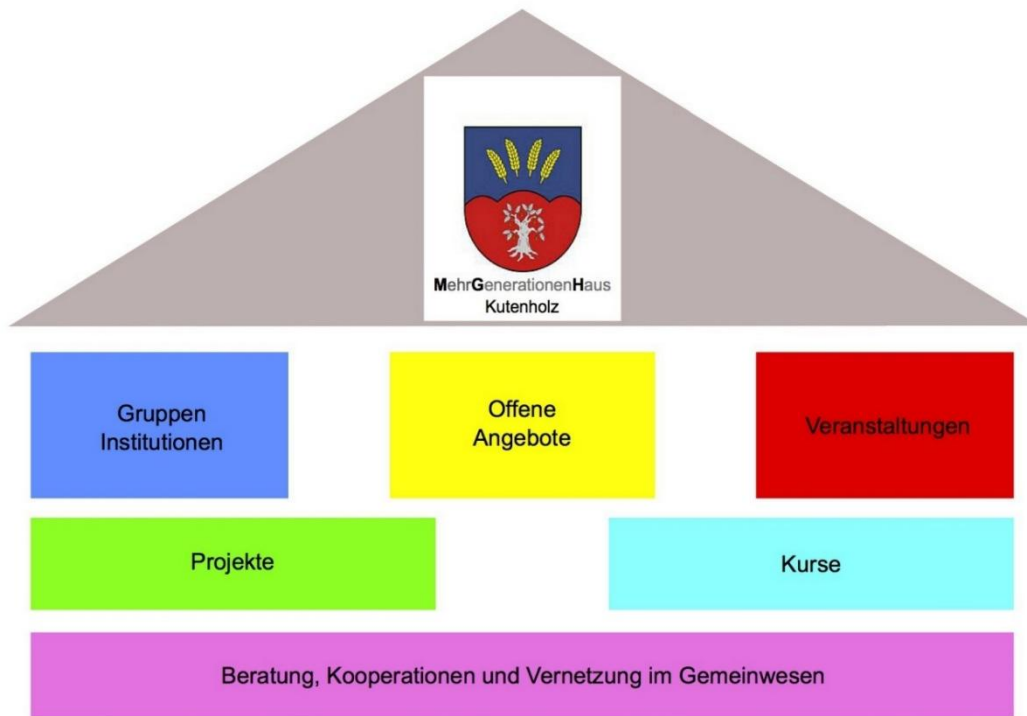 MehrGenerationenHaus
Kutenholz
Gruppen
Institutionen
Offene
Angebote
Veranstaltungen
Projekte
Kurse
Beratung, Kooperationen und Vernetzung im Gemeinwesen